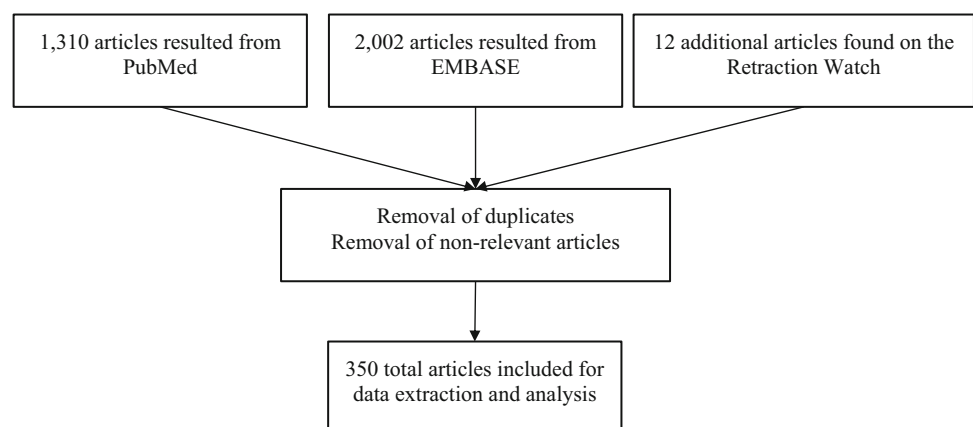 1,310 articles resulted from
PubMed
2,002 articles resulted from
EMBASE
12 additional articles found on the
Retraction Watch
Removal of duplicates
Removal of non-relevant articles
350 total articles included for
data extraction and analysis